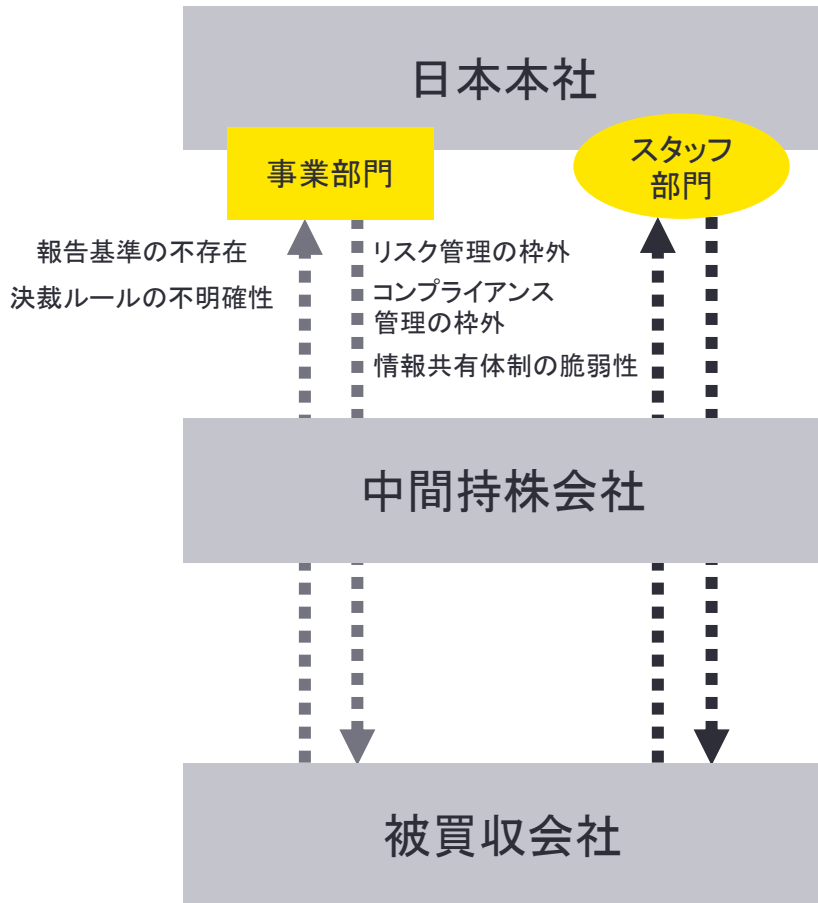 日本本社
事業部門
スタッフ
部門
報告基準の不存在
決裁ルールの不明確性
リスク管理の枠外
コンプライアンス
管理の枠外
情報共有体制の脆弱性
中間持株会社
被買収会社